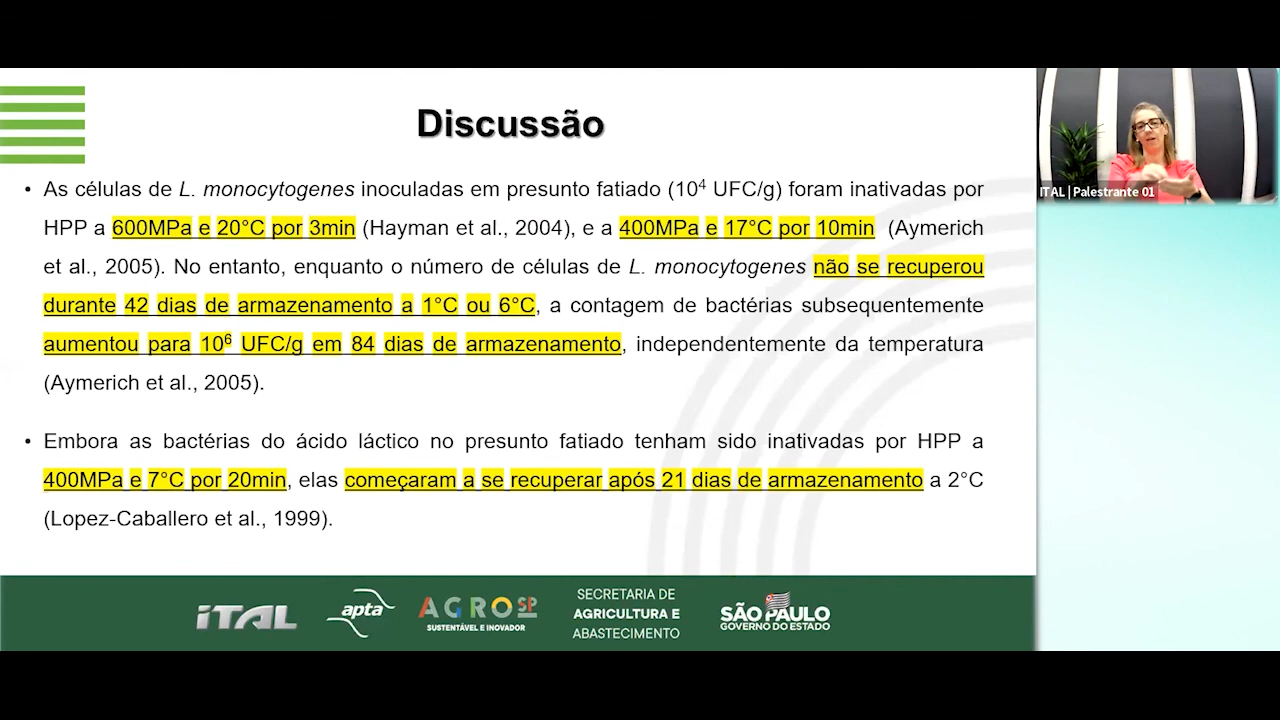 Discussão
• As células de L. monocytogenes inoculadas em presunto fatiado (10⁴ UFC/g) foram inativadas por
HPP a 600MPa e 20°C por 3min (Hayman et al., 2004), e a 400MPa e 17°C por 10min (Aymerich
et al., 2005). No entanto, enquanto o número de células de L. monocytogenes não se recuperou
durante 42 dias de armazenamento a 1°C ou 6°C, a contagem de bactérias subsequentemente
aumentou para 10⁶ UFC/g em 84 dias de armazenamento, independentemente da temperatura
(Aymerich et al., 2005).
• Embora as bactérias do ácido láctico no presunto fatiado tenham sido inativadas por HPP a
400MPa e 7°C por 20min, elas começaram a se recuperar após 21 dias de armazenamento a 2°C
(Lopez-Caballero et al., 1999).
ITAL | Palestrante 01
iTAL
apta
AGRO SP
SUSTENTÁVEL E INOVADOR
SECRETARIA DE
AGRICULTURA E
ABASTECIMENTO
SÃO PAULO
GOVERNO DO ESTADO